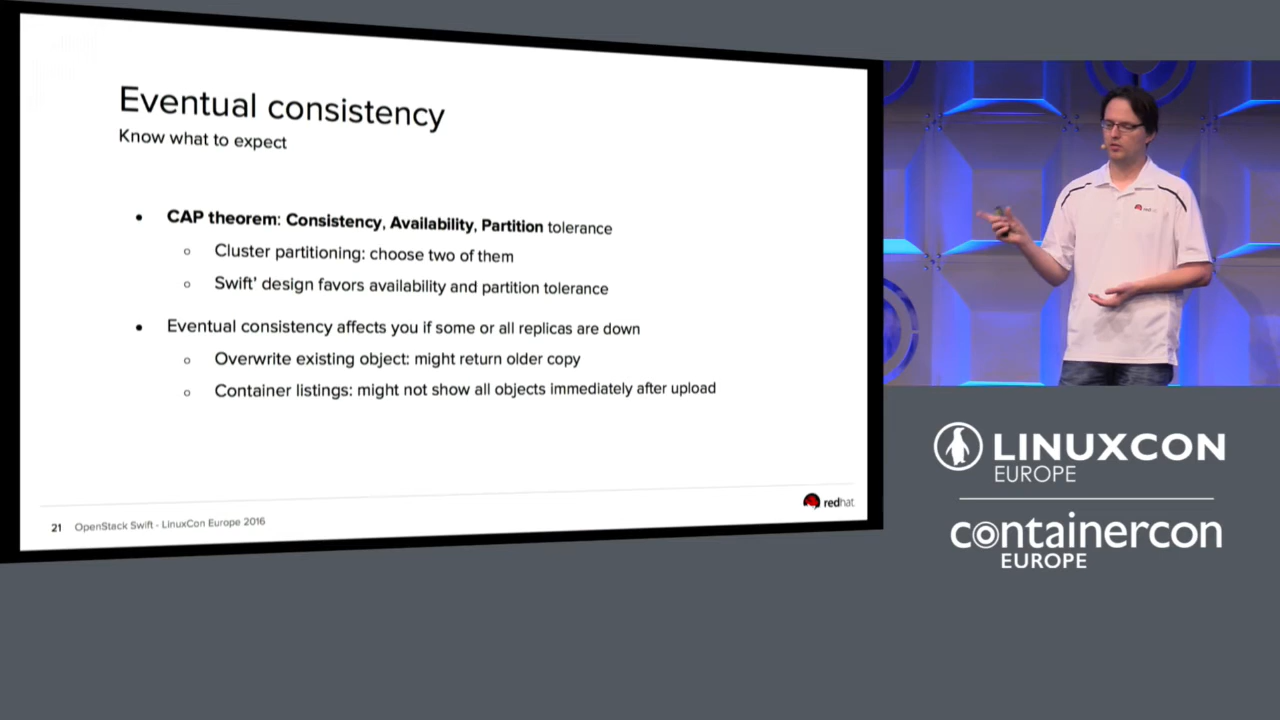 Eventual consistency
Know what to expect
• CAP theorem: Consistency, Availability, Partition tolerance
○ Cluster partitioning: choose two of them
○ Swift' design favors availability and partition tolerance
• Eventual consistency affects you if some or all replicas are down
○ Overwrite existing object: might return older copy
○ Container listings: might not show all objects immediately after upload
redhat
21 OpenStack Swift - LinuxCon Europe 2016
red
LINUXCON
EUROPE
containercon
EUROPE